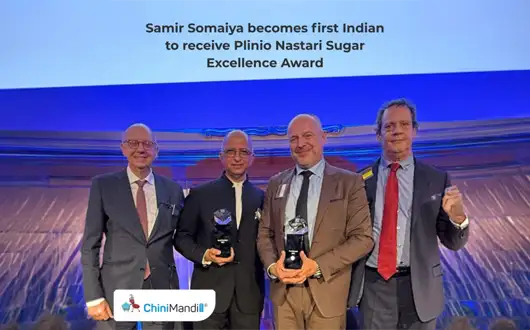 Samir Somaiya becomes first Indian
to receive Plinio Nastari Sugar
Excellence Award
ChiniMandi®